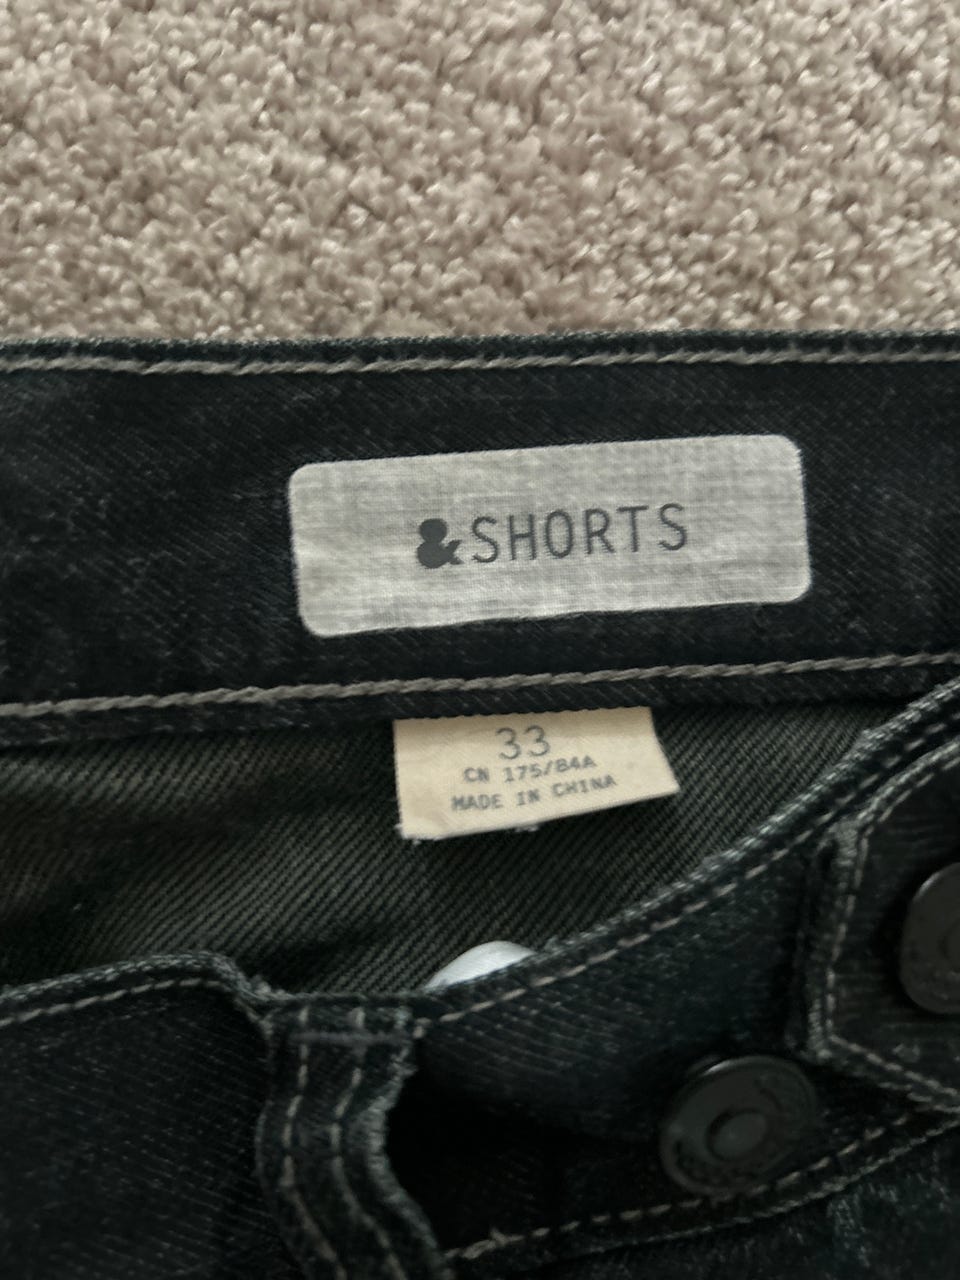 &SHORTS
33
CN 175/84A
MADE IN CHINA